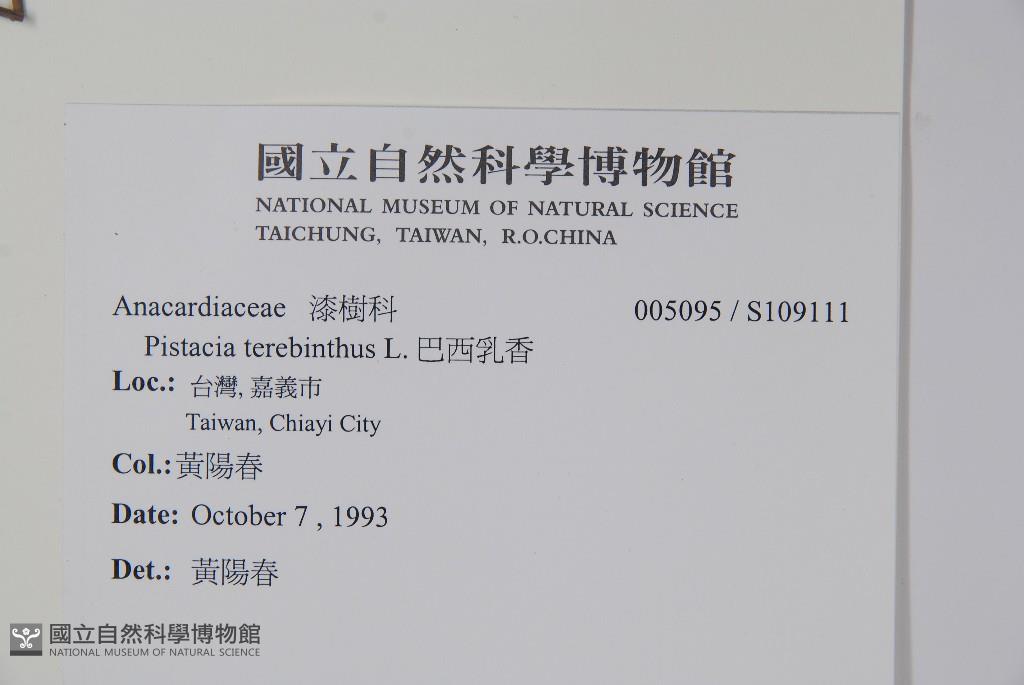 國立自然科學博物館
NATIONAL MUSEUM OF NATURAL SCIENCE
TAICHUNG, TAIWAN, R.O.CHINA
Anacardiaceae 漆樹科 005095 / S109111
Pistacia terebinthus L. 巴西乳香
Loc.: 台灣, 嘉義市
Taiwan, Chiayi City
Col.: 黃陽春
Date: October 7 , 1993
Det.: 黃陽春
國立自然科學博物館
NATIONAL MUSEUM OF NATURAL SCIENCE